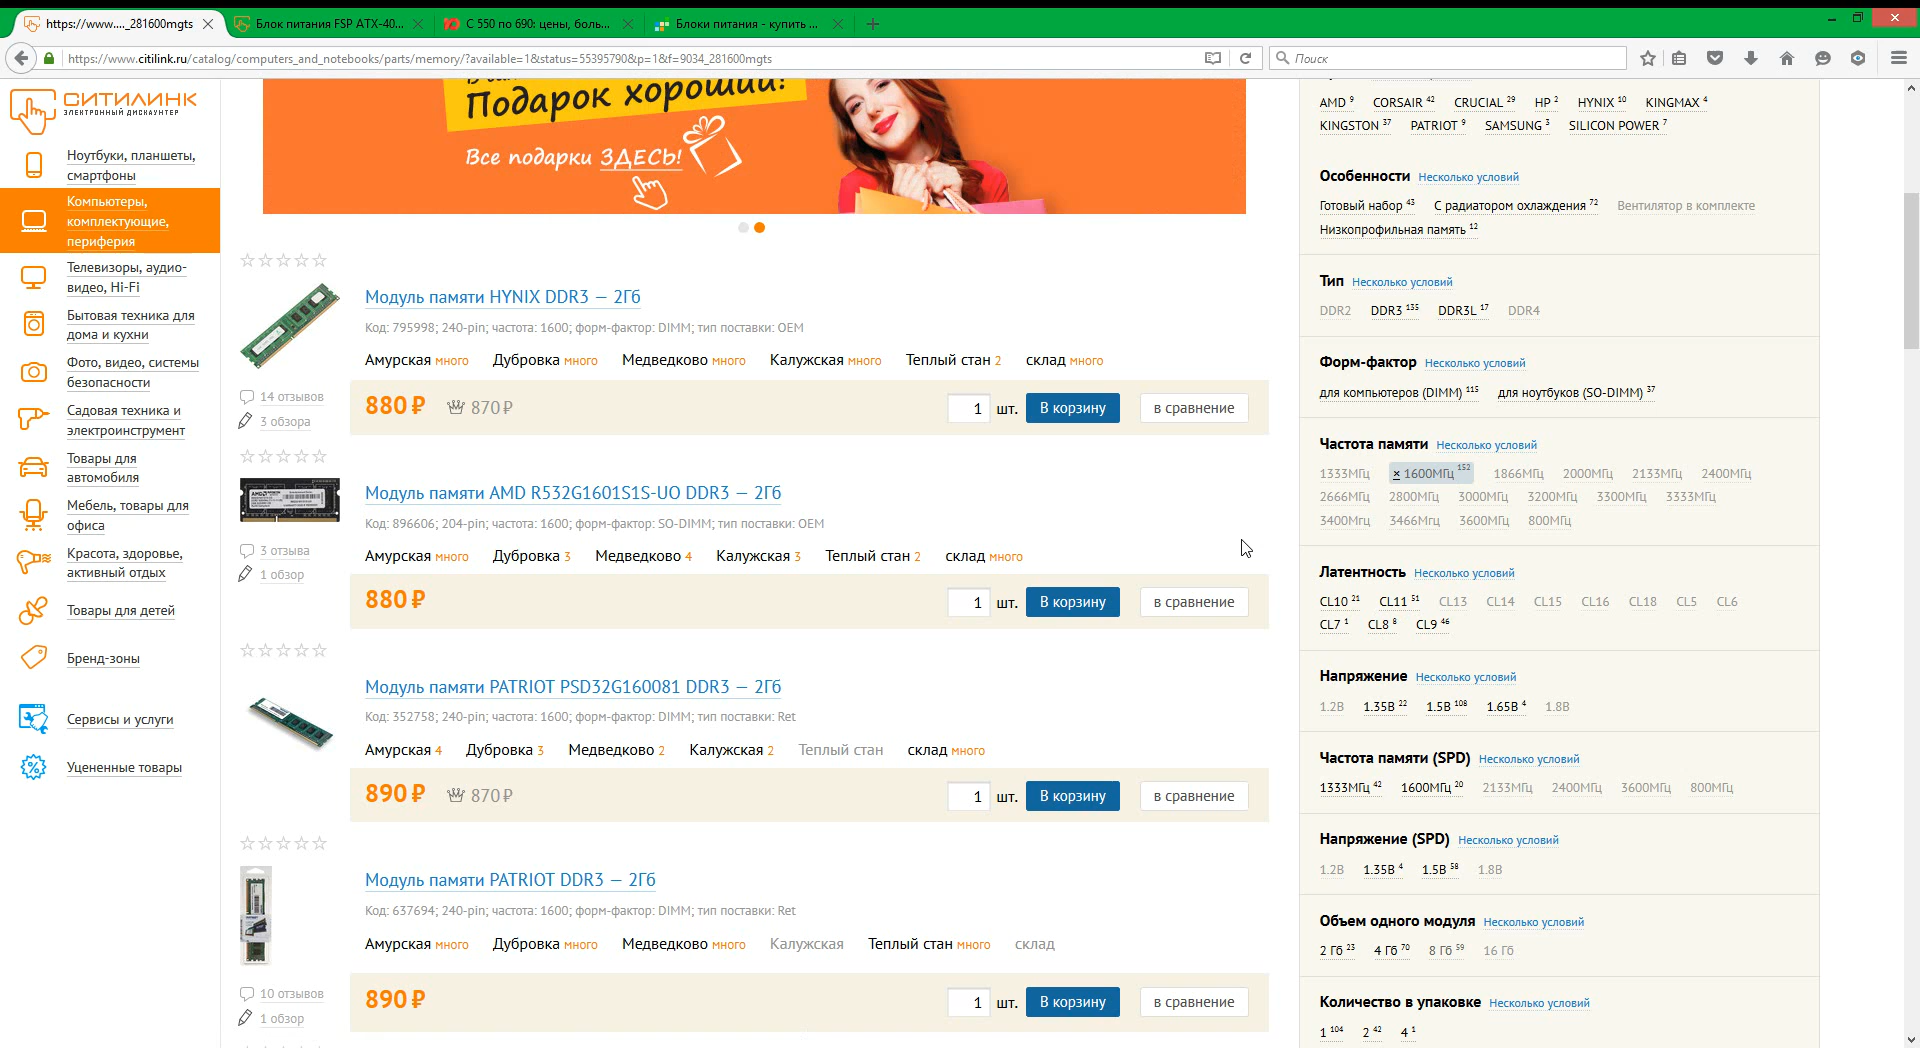 https://www...._281600mgts
Блок питания FSP ATX-40...
С 550 по 690: цены, боль...
Блоки питания - купить ...
https://www.citilink.ru/catalog/computers_and_notebooks/parts/memory/?available=1&status=55395790&p=1&f=9034_281600mgts
Поиск
СИТИЛИНК
ЭЛЕКТРОННЫЙ ДИСКАУНТЕР
Ноутбуки, планшеты,
смартфоны
Компьютеры,
комплектующие,
периферия
Телевизоры, аудио-
видео, Hi-Fi
Бытовая техника для
дома и кухни
Фото, видео, системы
безопасности
Садовая техника и
электроинструмент
Товары для
автомобиля
Мебель, товары для
офиса
Красота, здоровье,
активный отдых
Товары для детей
Бренд-зоны
Сервисы и услуги
Уцененные товары
Подарок хороший!
Все подарки ЗДЕСЬ!
Модуль памяти HYNIX DDR3 — 2Гб
Код: 795998; 240-pin; частота: 1600; форм-фактор: DIMM; тип поставки: OEM
Амурская много Дубровка много Медведково много Калужская много Теплый стан 2 склад много
14 отзывов
3 обзора
880 ₽ 870 ₽ 1 шт. В корзину в сравнение
Модуль памяти AMD R532G1601S1S-UO DDR3 — 2Гб
Код: 896606; 204-pin; частота: 1600; форм-фактор: SO-DIMM; тип поставки: OEM
Амурская много Дубровка 3 Медведково 4 Калужская 3 Теплый стан 2 склад много
3 отзыва
1 обзор
880 ₽ 1 шт. В корзину в сравнение
Модуль памяти PATRIOT PSD32G160081 DDR3 — 2Гб
Код: 352758; 240-pin; частота: 1600; форм-фактор: DIMM; тип поставки: Ret
Амурская 4 Дубровка 3 Медведково 2 Калужская 2 Теплый стан склад много
890 ₽ 870 ₽ 1 шт. В корзину в сравнение
Модуль памяти PATRIOT DDR3 — 2Гб
Код: 637694; 240-pin; частота: 1600; форм-фактор: DIMM; тип поставки: Ret
Амурская много Дубровка много Медведково много Калужская Теплый стан много склад
10 отзывов
1 обзор
890 ₽ 1 шт. В корзину в сравнение
AMD 9 CORSAIR 42 CRUCIAL 29 HP 2 HYNIX 10 KINGMAX 4
KINGSTON 37 PATRIOT 9 SAMSUNG 3 SILICON POWER 7
Особенности Несколько условий
Готовый набор 43 С радиатором охлаждения 72 Вентилятор в комплекте
Низкопрофильная память 12
Тип Несколько условий
DDR2 DDR3 135 DDR3L 17 DDR4
Форм-фактор Несколько условий
для компьютеров (DIMM) 115 для ноутбуков (SO-DIMM) 37
Частота памяти Несколько условий
1333МГц × 1600МГц 152 1866МГц 2000МГц 2133МГц 2400МГц
2666МГц 2800МГц 3000МГц 3200МГц 3300МГц 3333МГц
3400Мгц 3466Мгц 3600МГц 800МГц
Латентность Несколько условий
CL10 21 CL11 51 CL13 CL14 CL15 CL16 CL18 CL5 CL6
CL7 1 CL8 8 CL9 46
Напряжение Несколько условий
1.2В 1.35В 22 1.5В 108 1.65В 4 1.8В
Частота памяти (SPD) Несколько условий
1333МГц 42 1600МГц 20 2133МГц 2400МГц 3600МГц 800МГц
Напряжение (SPD) Несколько условий
1.2В 1.35В 4 1.5В 58 1.8В
Объем одного модуля Несколько условий
2 Гб 23 4 Гб 70 8 Гб 59 16 Гб
Количество в упаковке Несколько условий
1 104 2 42 4 1